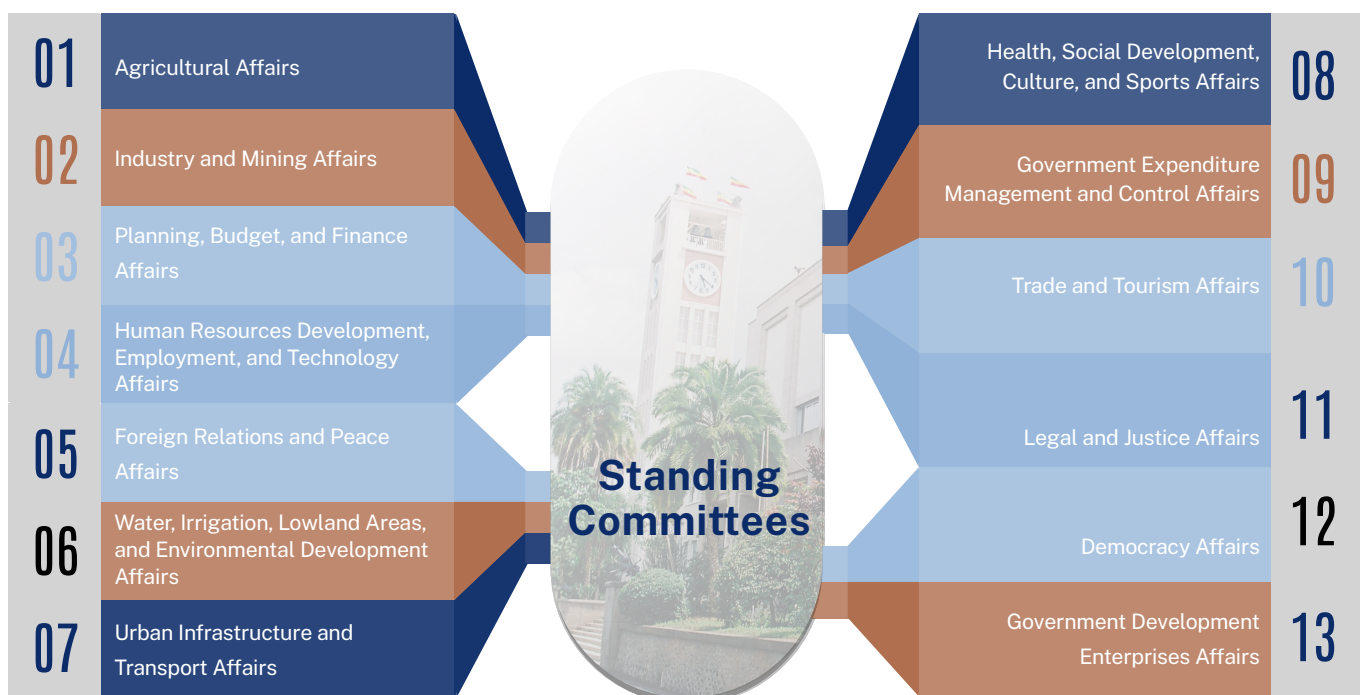 01
Agricultural Affairs
02
Industry and Mining Affairs
03
Planning, Budget, and Finance
Affairs
04
Human Resources Development,
Employment, and Technology
Affairs
05
Foreign Relations and Peace
Affairs
06
Water, Irrigation, Lowland Areas,
and Environmental Development
Affairs
07
Urban Infrastructure and
Transport Affairs
Standing
Committees
08
Health, Social Development,
Culture, and Sports Affairs
09
Government Expenditure
Management and Control Affairs
10
Trade and Tourism Affairs
11
Legal and Justice Affairs
12
Democracy Affairs
13
Government Development
Enterprises Affairs